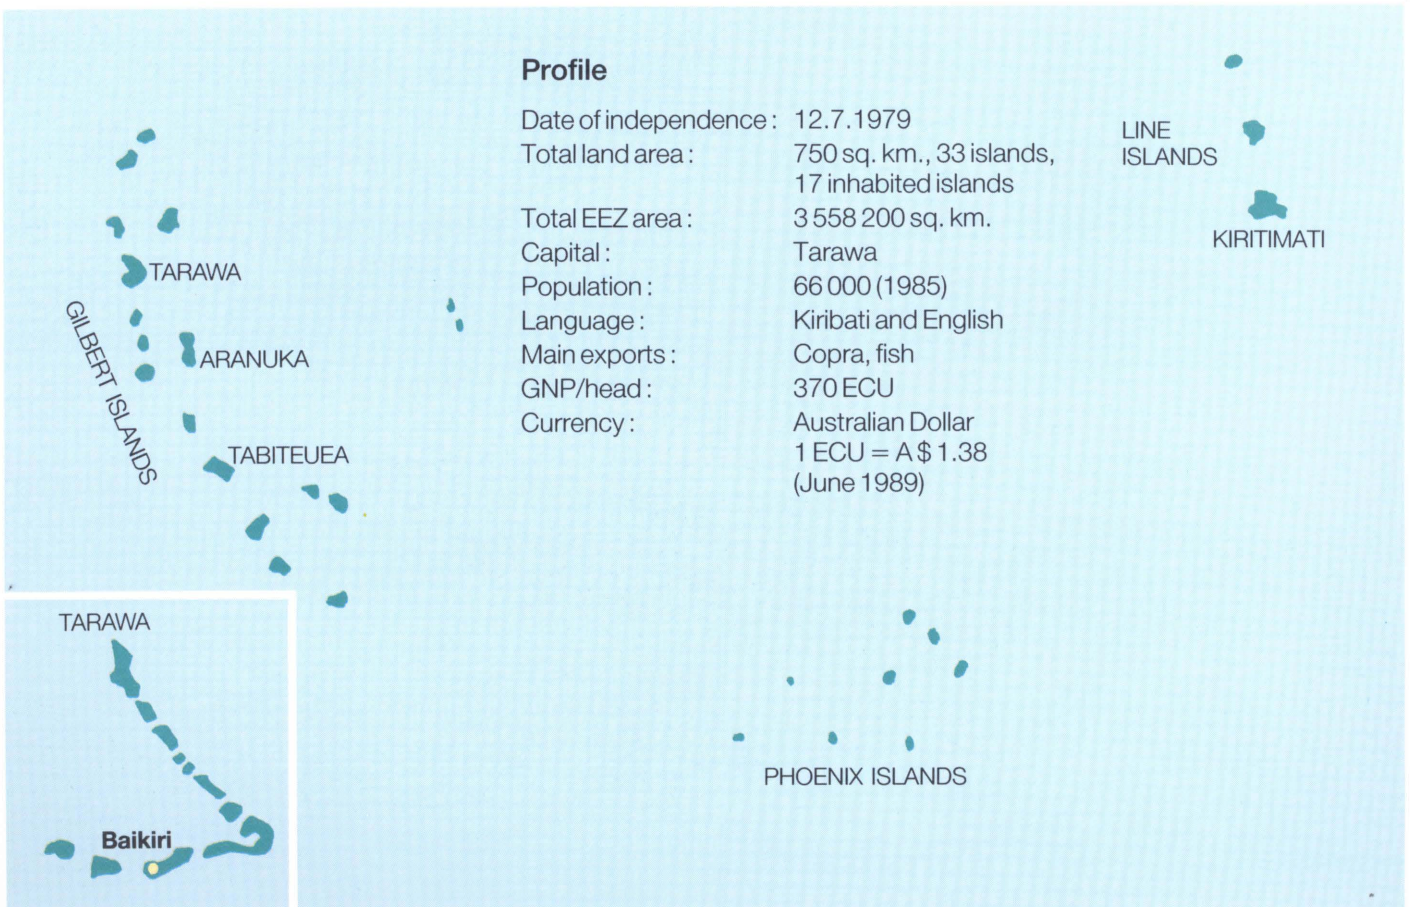 Profile
Date of independence : 12.7.1979
Total land area : 750 sq. km., 33 islands,
17 inhabited islands
Total EEZ area : 3 558 200 sq. km.
Capital : Tarawa
Population : 66 000 (1985)
Language : Kiribati and English
Main exports : Copra, fish
GNP/head : 370 ECU
Currency : Australian Dollar
1 ECU = A $ 1.38
(June 1989)
LINE
ISLANDS
KIRITIMATI
TARAWA
GILBERT ISLANDS
ARANUKA
TABITEUEA
TARAWA
Baikiri
PHOENIX ISLANDS